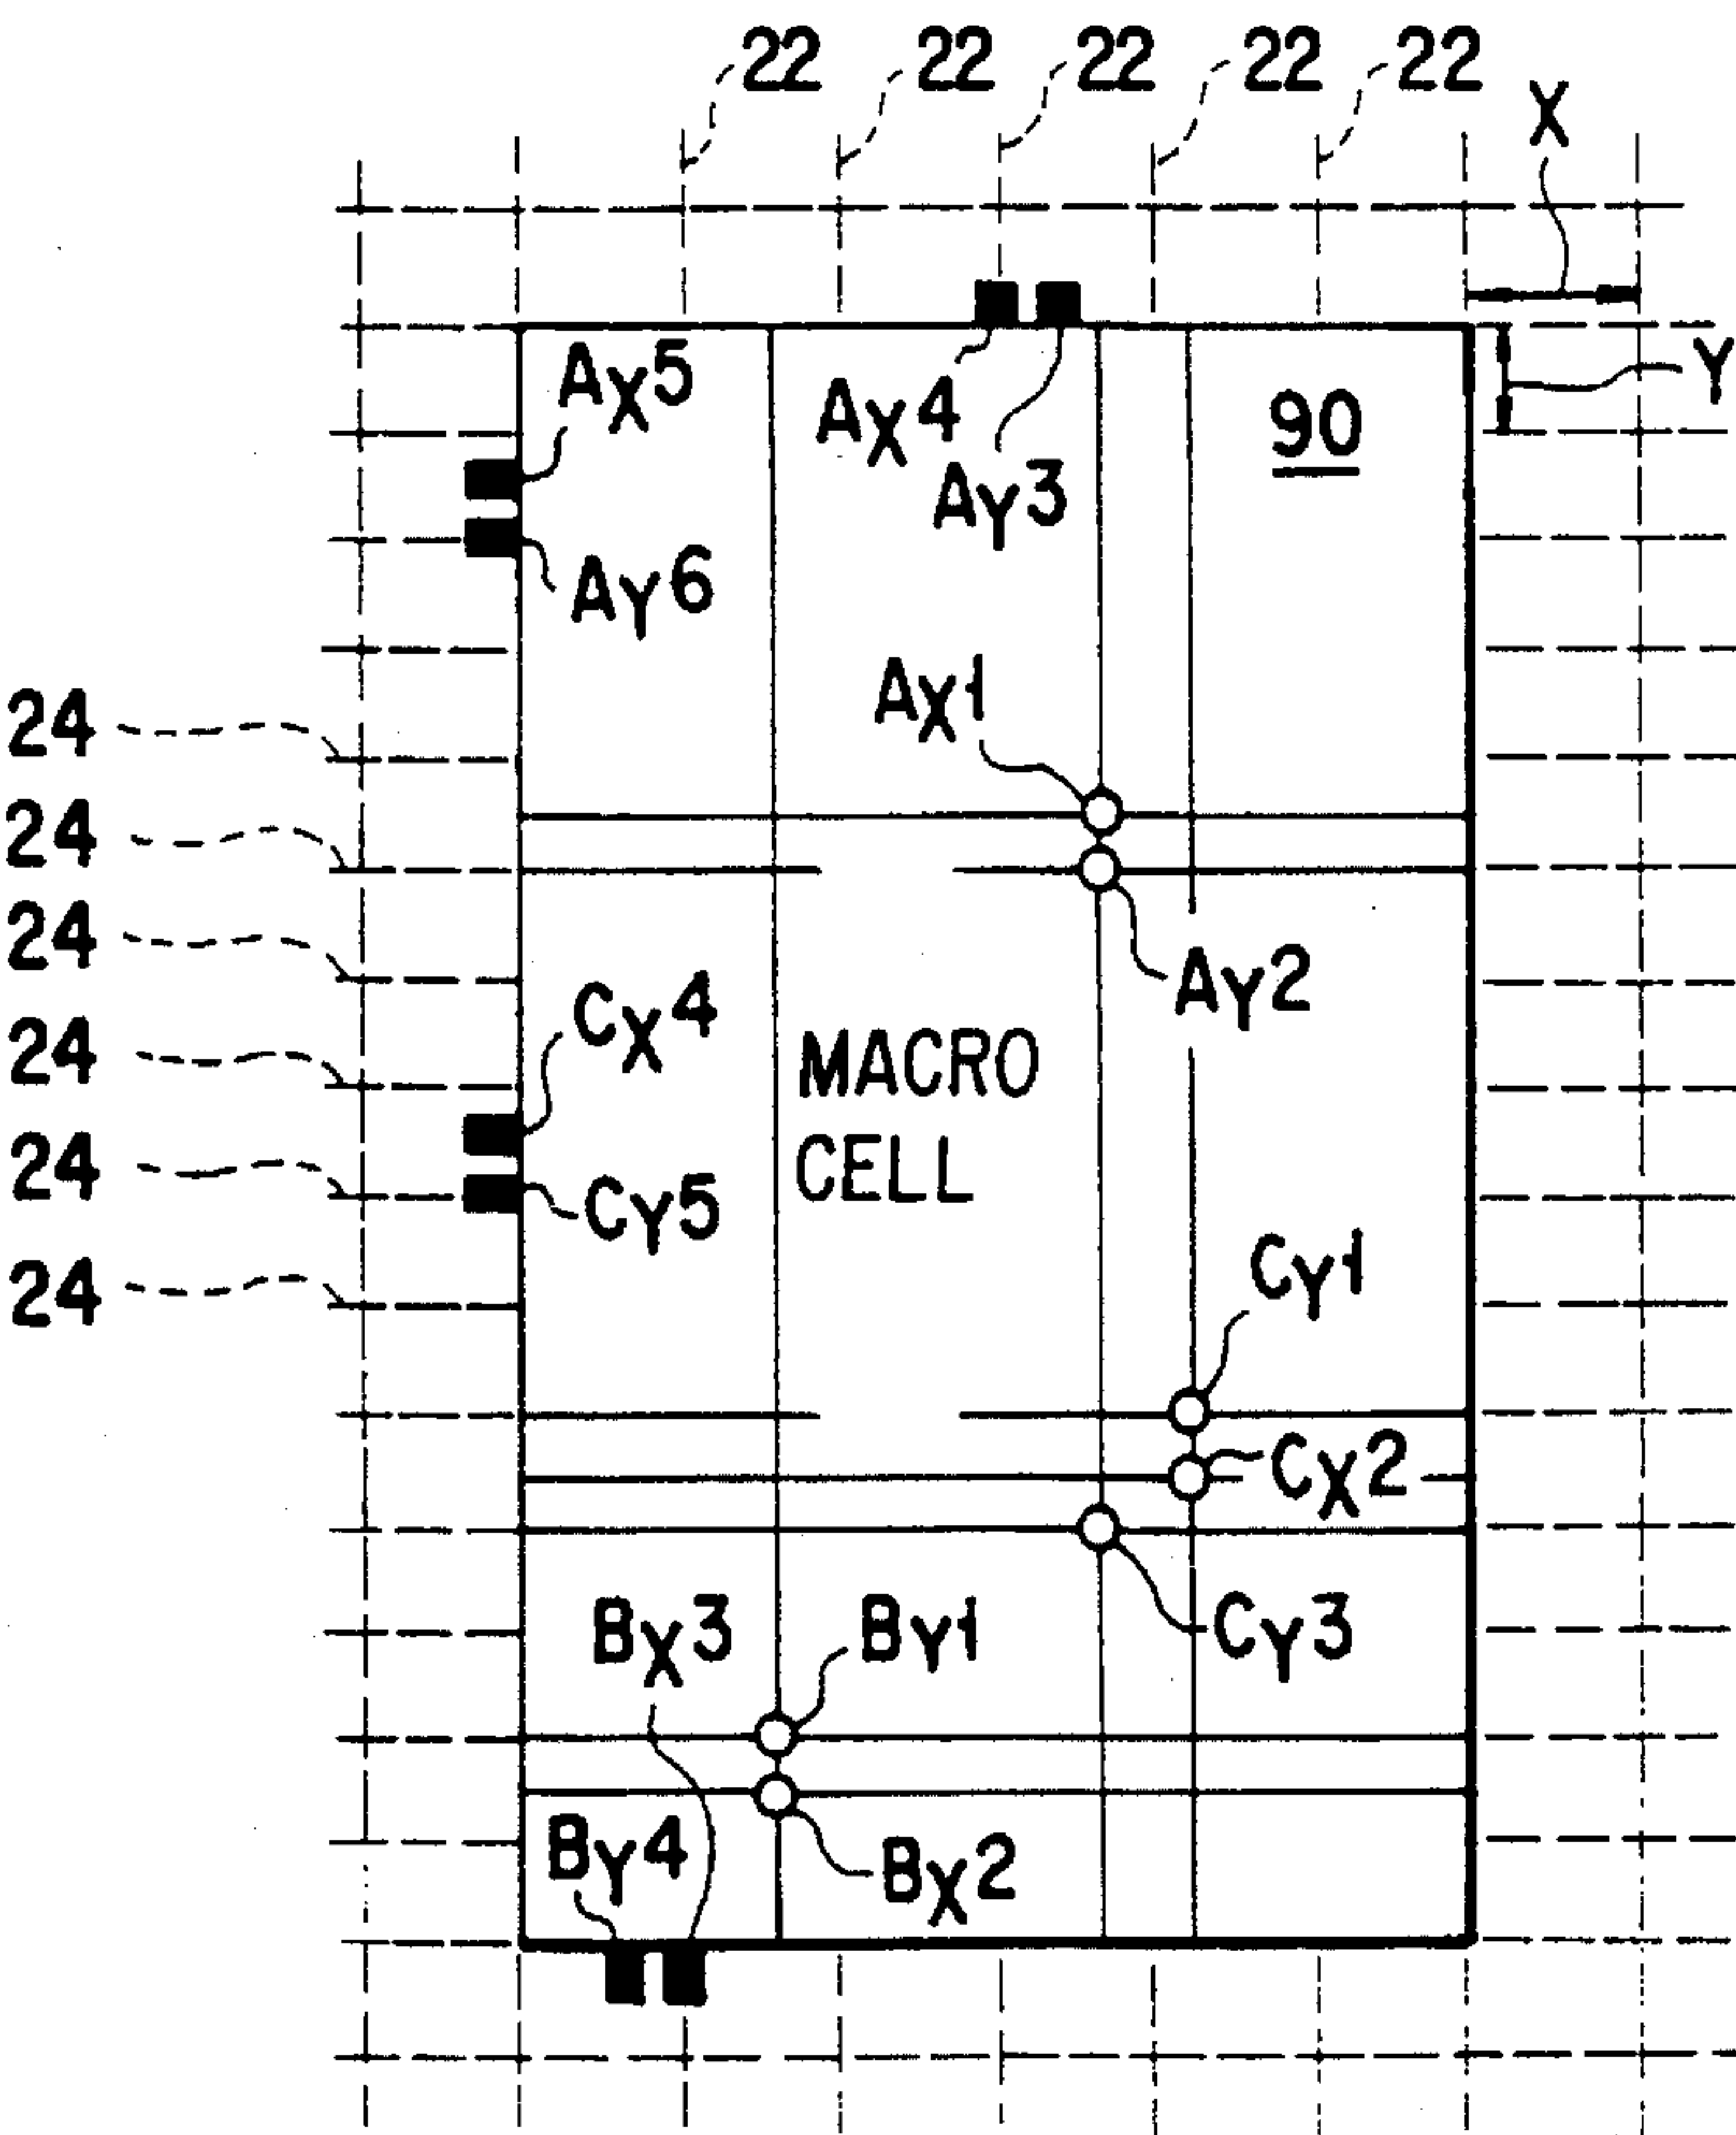 22 22 22 22 22
X
Y
AX5
AX4
90
AY3
AY6
AX1
24
24
24
AY2
CX4
24
MACRO
CELL
24
CY5
CY1
24
CX2
BX3
BY1
CY3
BY4
BX2